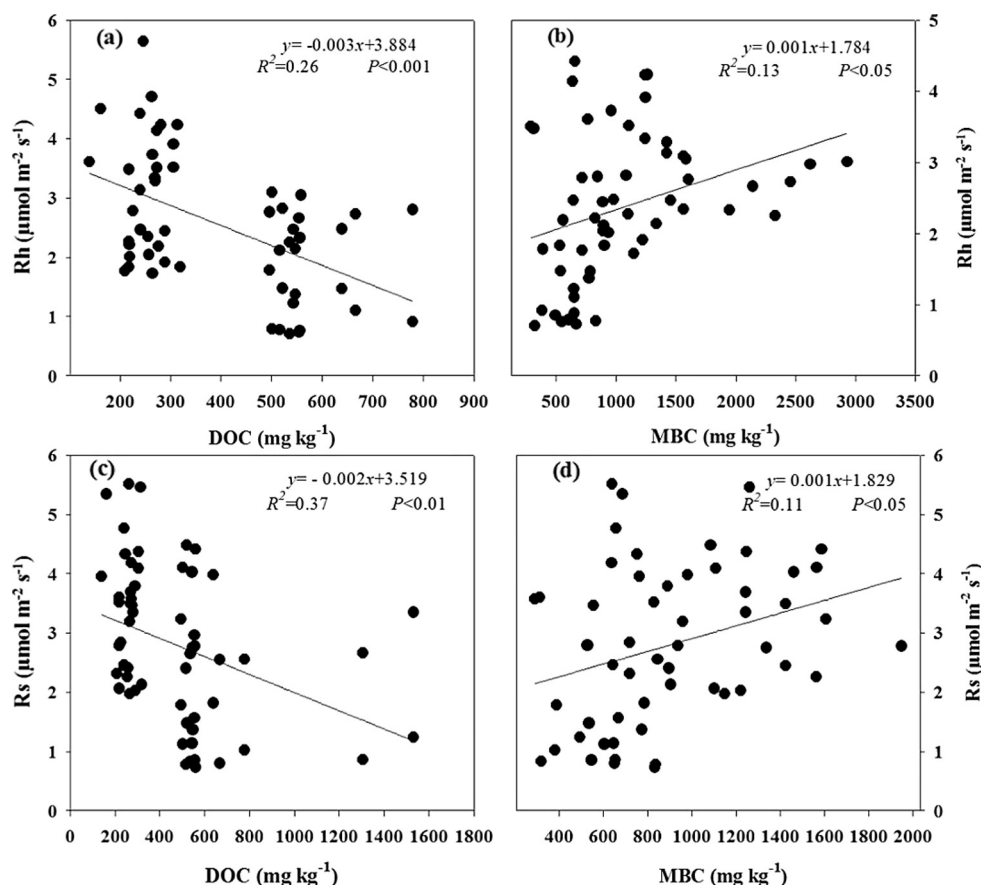 (a)
y= -0.003x+3.884
R²=0.26 P<0.001
6
5
4
3
2
1
0
Rh (µmol m⁻² s⁻¹)
200 300 400 500 600 700 800 900
DOC (mg kg⁻¹)
(b)
y= 0.001x+1.784
R²=0.13 P<0.05
5
4
3
2
1
0
Rh (µmol m⁻² s⁻¹)
500 1000 1500 2000 2500 3000 3500
MBC (mg kg⁻¹)
(c)
y= - 0.002x+3.519
R²=0.37 P<0.01
6
5
4
3
2
1
0
Rs (µmol m⁻² s⁻¹)
0 200 400 600 800 1000 1200 1400 1600 1800
DOC (mg kg⁻¹)
(d)
y= 0.001x+1.829
R²=0.11 P<0.05
6
5
4
3
2
1
0
Rs (µmol m⁻² s⁻¹)
400 600 800 1000 1200 1400 1600 1800 2000
MBC (mg kg⁻¹)